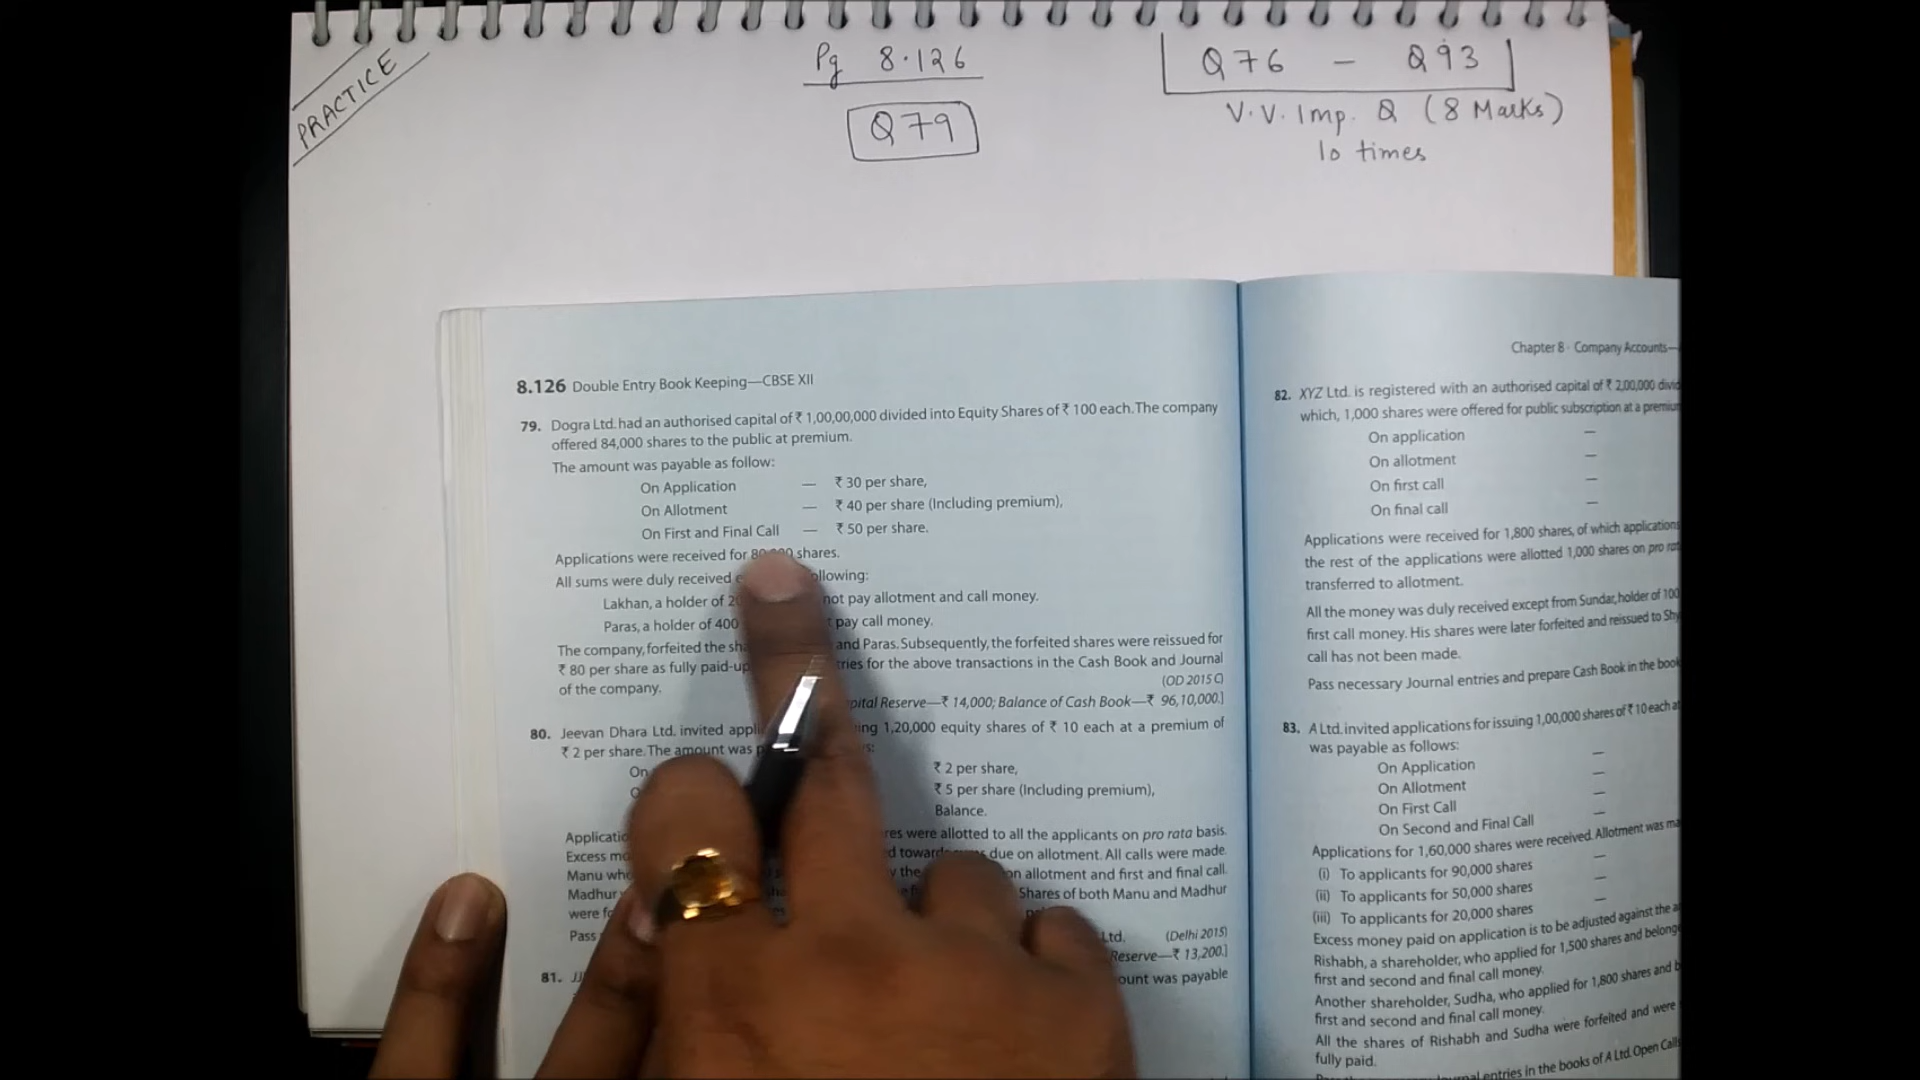 PRACTICE
Pg 8.126
Q79
Q76 - Q93
V.V. Imp. Q (8 Marks)
10 times
8.126 Double Entry Book Keeping—CBSE XII
79. Dogra Ltd. had an authorised capital of ₹ 1,00,00,000 divided into Equity Shares of ₹ 100 each. The company
offered 84,000 shares to the public at premium.
The amount was payable as follow:
On Application — ₹ 30 per share,
On Allotment — ₹ 40 per share (Including premium),
On First and Final Call — ₹ 50 per share.
Applications were received for shares.
All sums were duly received following:
Lakhan, a holder of not pay allotment and call money.
Paras, a holder of 400 pay call money.
The company, forfeited the and Paras. Subsequently, the forfeited shares were reissued for
₹ 80 per share as fully paid-up for the above transactions in the Cash Book and Journal
of the company. (OD 2015 C)
Reserve—₹ 14,000; Balance of Cash Book—₹ 96,10,000.]
80. Jeevan Dhara Ltd. invited 1,20,000 equity shares of ₹ 10 each at a premium of
₹ 2 per share. The amount was
On ₹ 2 per share,
₹ 5 per share (Including premium),
Balance.
were allotted to all the applicants on pro rata basis.
Excess due on allotment. All calls were made.
Manu the on allotment and first and final call.
Madhur Shares of both Manu and Madhur
were
Pass Ltd. (Delhi 2015)
Reserve—₹ 13,200.]
81. was payable
Chapter 8 · Company Accounts—
82. XYZ Ltd. is registered with an authorised capital of ₹ 2,00,000
which, 1,000 shares were offered for public subscription at a
On application —
On allotment —
On first call —
On final call —
Applications were received for 1,800 shares, of which applications
the rest of the applications were allotted 1,000 shares on pro
transferred to allotment.
All the money was duly received except from Sundar, holder of 100
first call money. His shares were later forfeited and reissued to
call has not been made.
Pass necessary Journal entries and prepare Cash Book in the
83. A Ltd. invited applications for issuing 1,00,000 shares of ₹ 10 each
was payable as follows:
On Application —
On Allotment —
On First Call —
On Second and Final Call —
Applications for 1,60,000 shares were received. Allotment was
(i) To applicants for 90,000 shares —
(ii) To applicants for 50,000 shares —
(iii) To applicants for 20,000 shares —
Excess money paid on application is to be adjusted against the
Rishabh, a shareholder, who applied for 1,500 shares and
first and second and final call money.
Another shareholder, Sudha, who applied for 1,800 shares and
first and second and final call money.
All the shares of Rishabh and Sudha were forfeited and were
fully paid.
entries in the books of A Ltd. Open